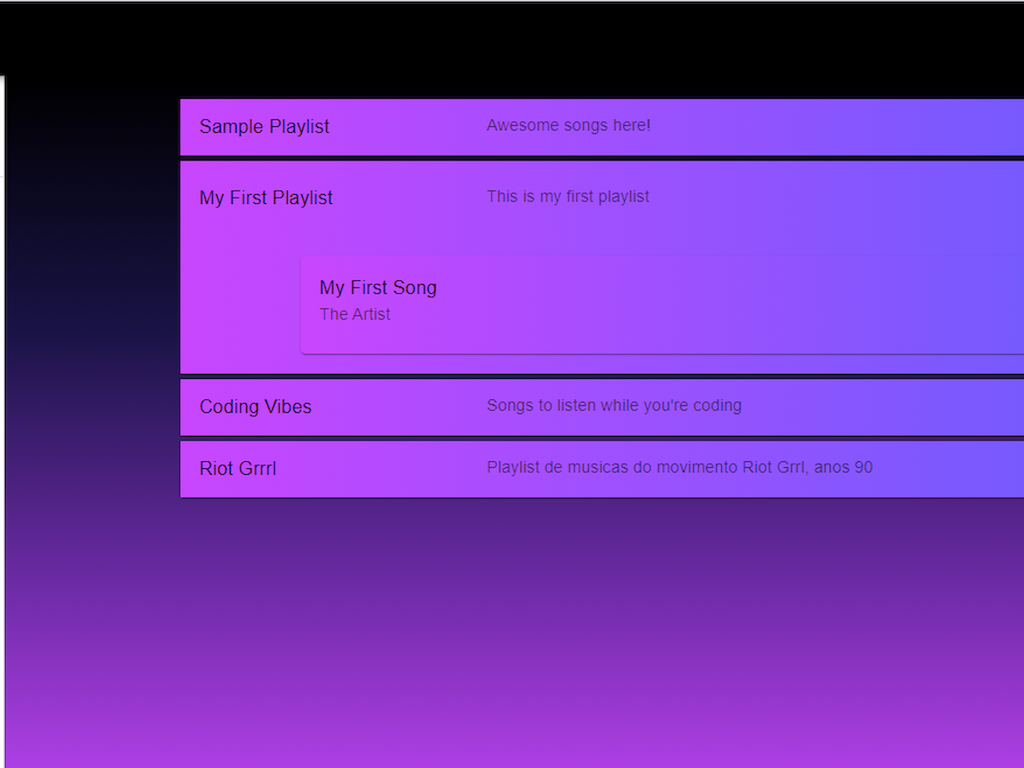 Sample Playlist
Awesome songs here!
My First Playlist
This is my first playlist
My First Song
The Artist
Coding Vibes
Songs to listen while you're coding
Riot Grrrl
Playlist de musicas do movimento Riot Grrl, anos 90